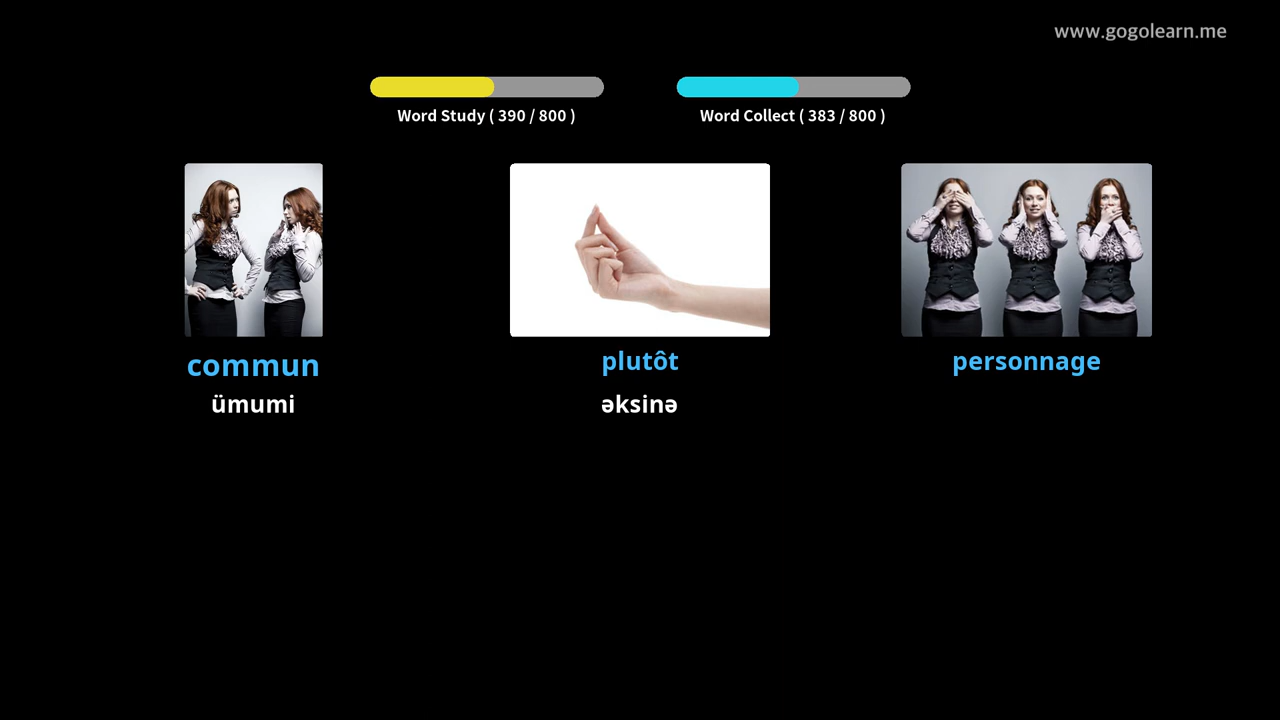 www.gogolearn.me
Word Study ( 390 / 800 )
Word Collect ( 383 / 800 )
commun
plutôt
personnage
ümumi
əksinə